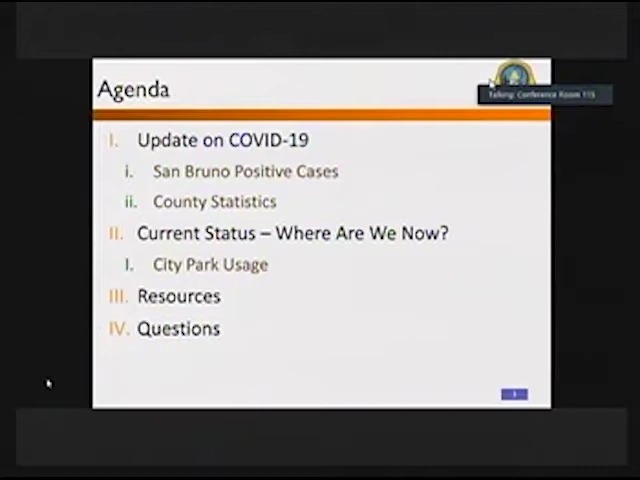 Agenda
Talking: Conference Room 115
I. Update on COVID-19
i. San Bruno Positive Cases
ii. County Statistics
II. Current Status – Where Are We Now?
I. City Park Usage
III. Resources
IV. Questions